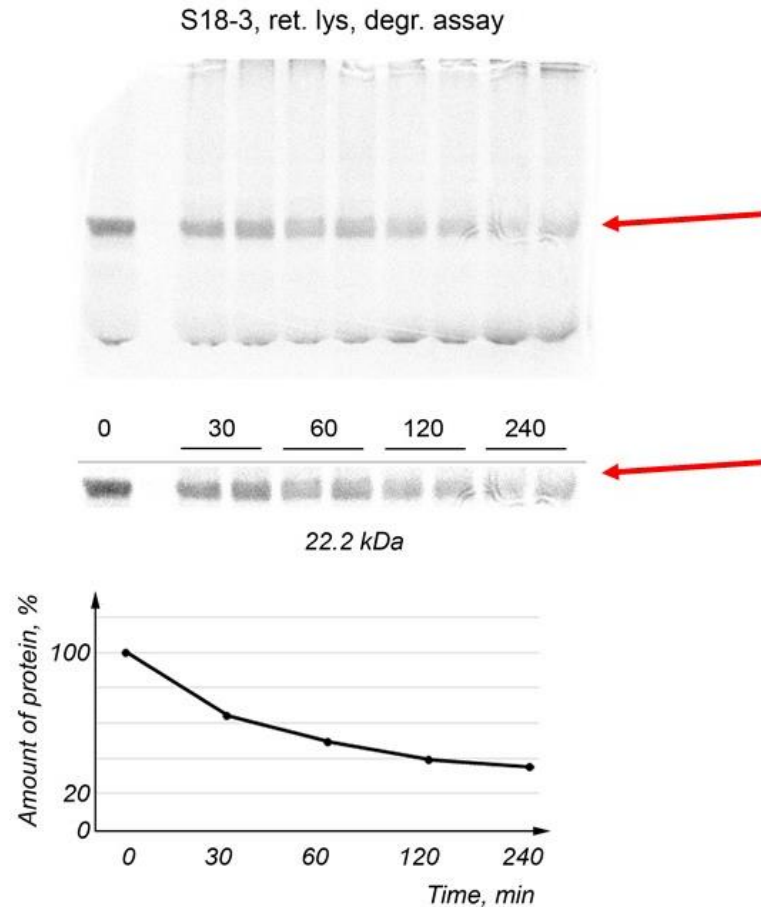 S18-3, ret. lys, degr. assay
0 30 60 120 240
22.2 kDa
Amount of protein, %
100
20
0
0 30 60 120 240
Time, min